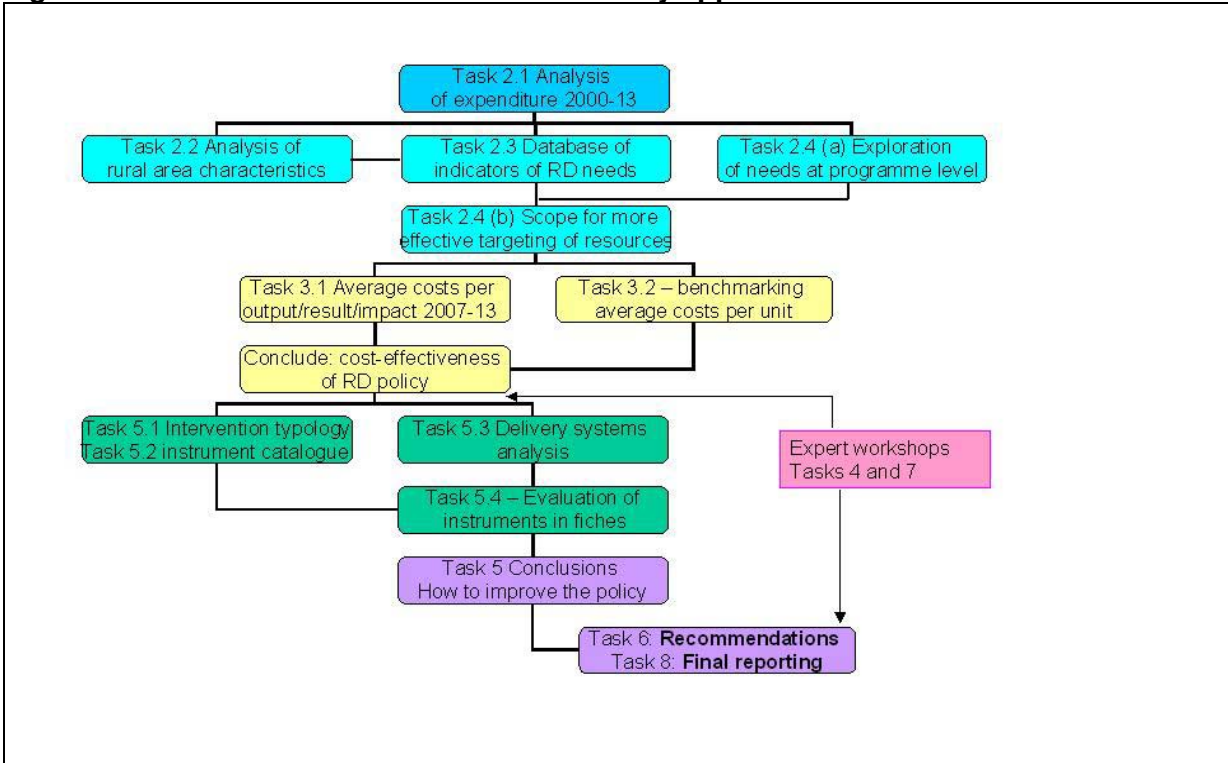 Task 2.1 Analysis
of expenditure 2000-13
Task 2.2 Analysis of
rural area characteristics
Task 2.3 Database of
indicators of RD needs
Task 2.4 (a) Exploration
of needs at programme level
Task 2.4 (b) Scope for more
effective targeting of resources
Task 3.1 Average costs per
output/result/impact 2007-13
Task 3.2 – benchmarking
average costs per unit
Conclude: cost-effectiveness
of RD policy
Task 5.1 Intervention typology
Task 5.2 instrument catalogue
Task 5.3 Delivery systems
analysis
Expert workshops
Tasks 4 and 7
Task 5.4 – Evaluation of
instruments in fiches
Task 5 Conclusions
How to improve the policy
Task 6: Recommendations
Task 8: Final reporting